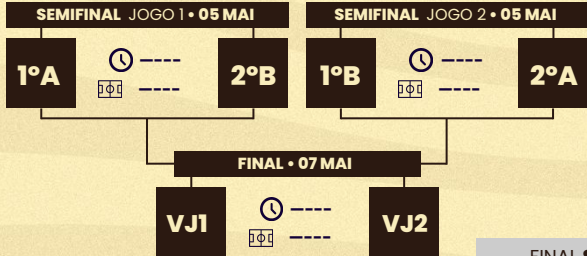 SEMIFINAL JOGO 1 • 05 MAI
SEMIFINAL JOGO 2 • 05 MAI
1ºA
2ºB
1ºB
2ºA
FINAL • 07 MAI
VJ1
VJ2
FINAL